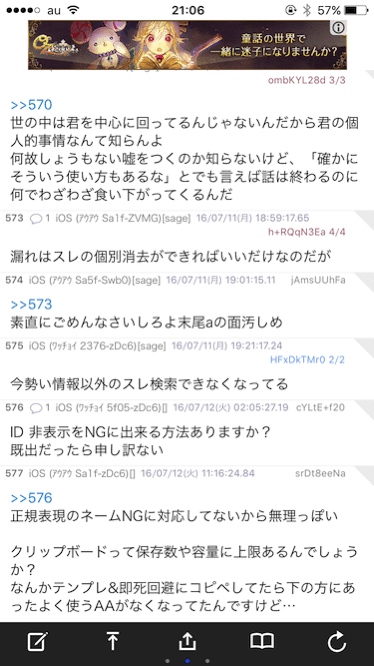 au 21:06 57%
童話の世界で
一緒に迷子になりませんか?
ombKYL28d 3/3
>>570
世の中は君を中心に回ってるんじゃないんだから君の個
人的事情なんて知らんよ
何故しょうもない嘘をつくのか知らないけど、「確かに
そういう使い方もあるな」とでも言えば話は終わるのに
何でわざわざ食い下がってくるんだ
573 1 iOS (アウアウ Sa1f-ZVMG)[sage] 16/07/11(月) 18:59:17.65
h+RQqN3Ea 4/4
漏れはスレの個別消去ができればいいだけなのだが
574 iOS (アウアウ Sa5f-Swb0)[sage] 16/07/11(月) 19:01:15.11 jAmsUUhFa
>>573
素直にごめんなさいしろよ末尾aの面汚しめ
575 iOS (ワッチョイ 2376-zDc6)[sage] 16/07/11(月) 19:21:17.24
HFxDkTMr0 2/2
今勢い情報以外のスレ検索できなくなってる
576 1 iOS (ワッチョイ 5f05-zDc6)[] 16/07/12(火) 02:05:27.19 cYLtE+f20
ID 非表示をNGに出来る方法ありますか?
既出だったら申し訳ない
577 iOS (アウアウ Sa1f-zDc6)[] 16/07/12(火) 11:16:24.84 srDt8eeNa
>>576
正規表現のネームNGに対応してないから無理っぽい
クリップボードって保存数や容量に上限あるんでしょう
か?
なんかテンプレ&即死回避にコピペしてたら下の方にあ
ったよく使うAAがなくなってたんですけど…